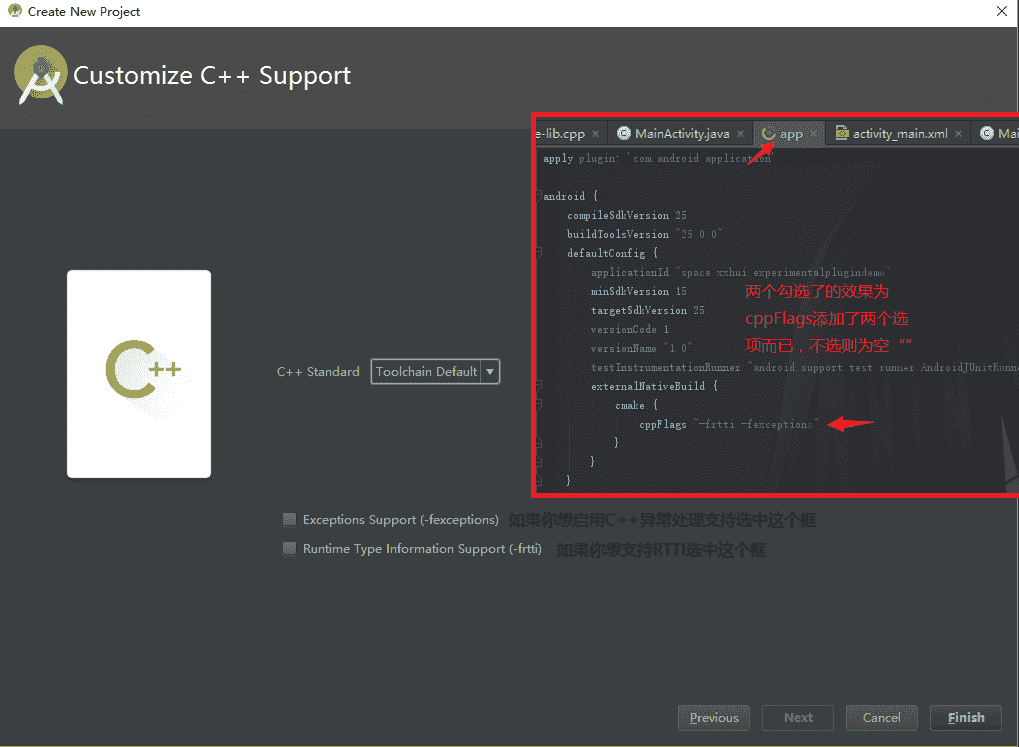 Create New Project
Customize C++ Support
e-lib.cpp
MainActivity.java
app
activity_main.xml
Mai
apply plugin: 'com android application'
android {
compileSdkVersion 25
buildToolsVersion "25 0 0"
defaultConfig {
applicationId "space xxhui experimentalplugindemo"
minSdkVersion 15
targetSdkVersion 25
versionCode 1
versionName "1 0"
testInstrumentationRunner "android support test runner AndroidJUnitRunne
externalNativeBuild {
cmake {
cppFlags "-frtti -fexceptions"
}
}
}
两个勾选了的效果为
cppFlags添加了两个选
项而已，不选则为空“”
C++
C++ Standard
Toolchain Default
Exceptions Support (-fexceptions) 如果你想启用C++异常处理支持选中这个框
Runtime Type Information Support (-frtti) 如果你想支持RTTI选中这个框
Previous
Next
Cancel
Finish